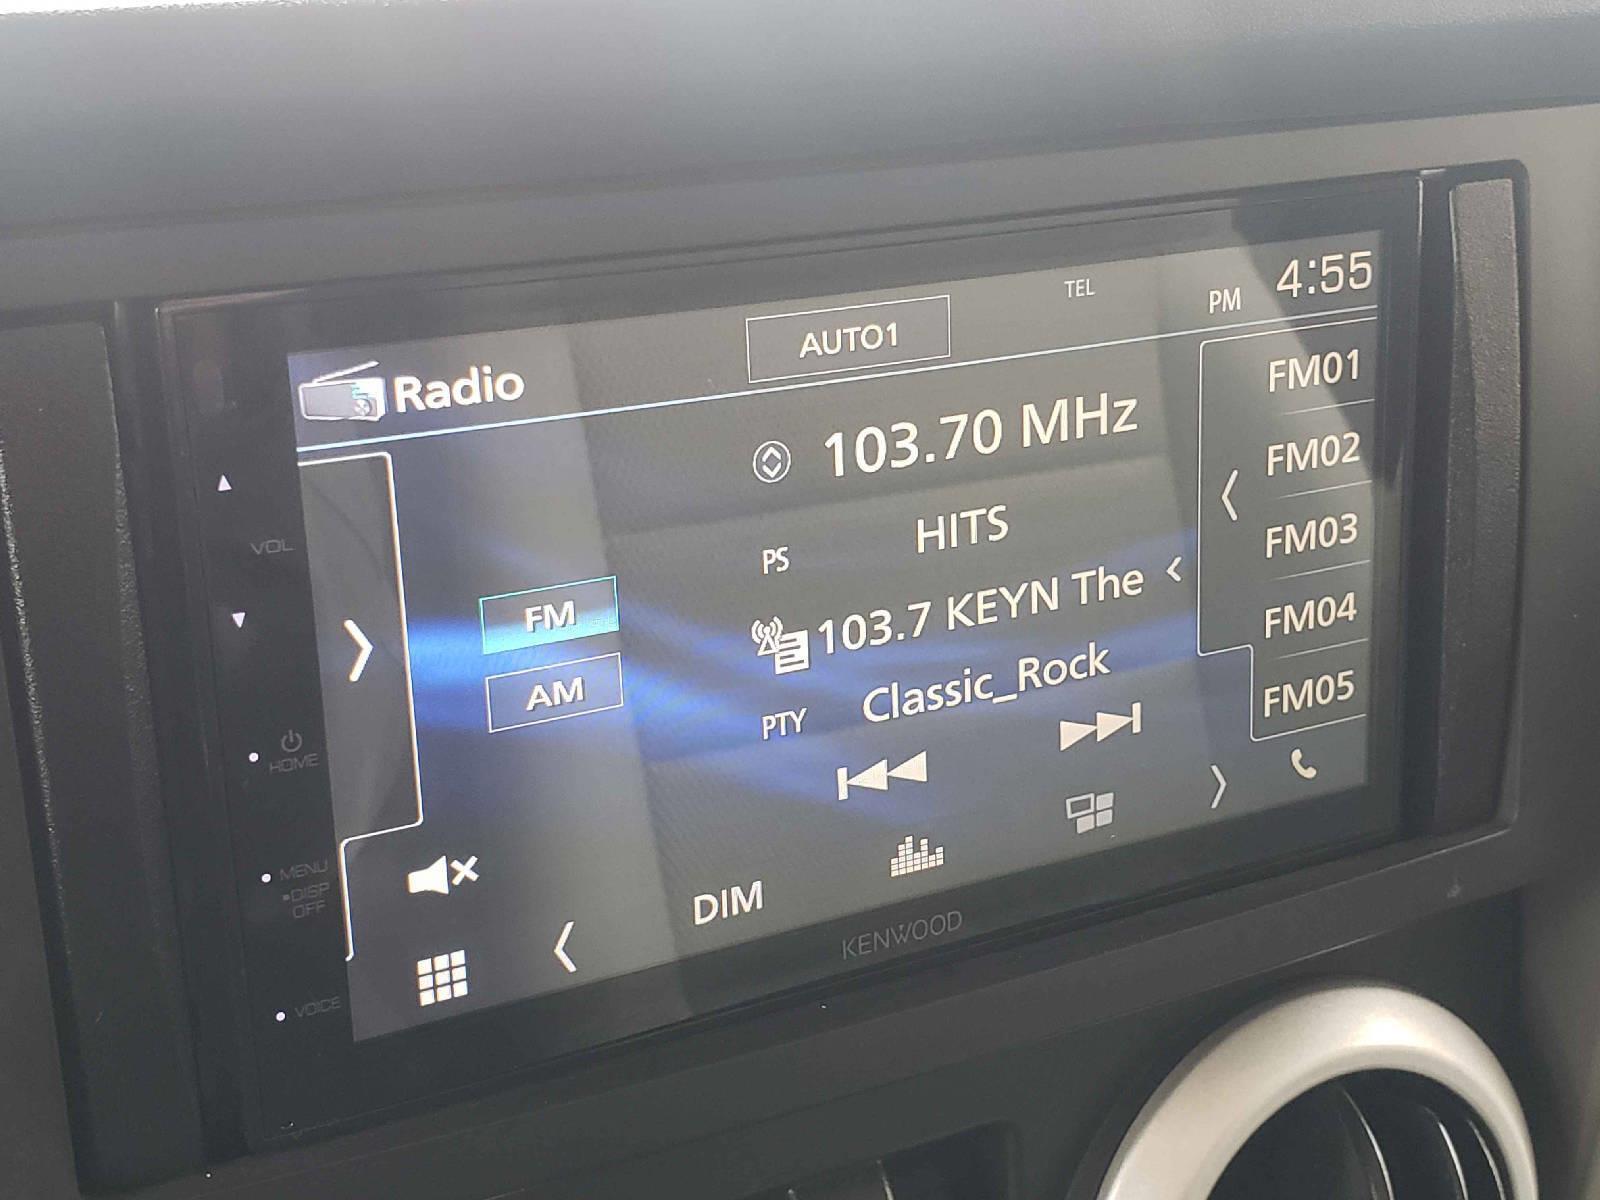 Radio
AUTO1
TEL
PM 4:55
103.70 MHz
PS HITS
103.7 KEYN The
PTY Classic_Rock
FM
AM
FM01
FM02
FM03
FM04
FM05
DIM
VOL
HOME
MENU
•DISP
OFF
VOICE
KENWOOD